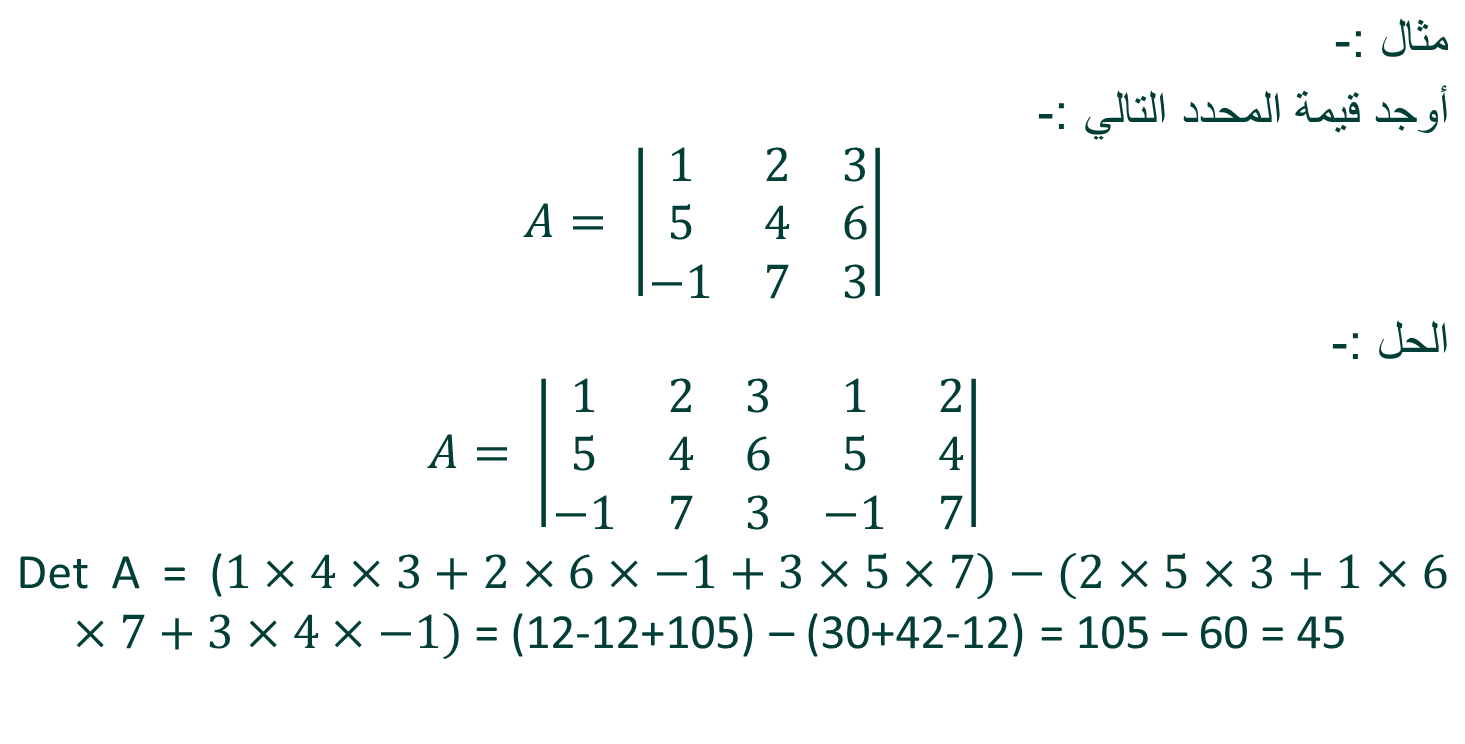 مثال :-
أوجد قيمة المحدد التالي :-
1 2 3
A = 5 4 6
−1 7 3
الحل :-
1 2 3 1 2
A = 5 4 6 5 4
−1 7 3 −1 7
Det A = (1 × 4 × 3 + 2 × 6 × −1 + 3 × 5 × 7) − (2 × 5 × 3 + 1 × 6
× 7 + 3 × 4 × −1) = (12-12+105) – (30+42-12) = 105 – 60 = 45